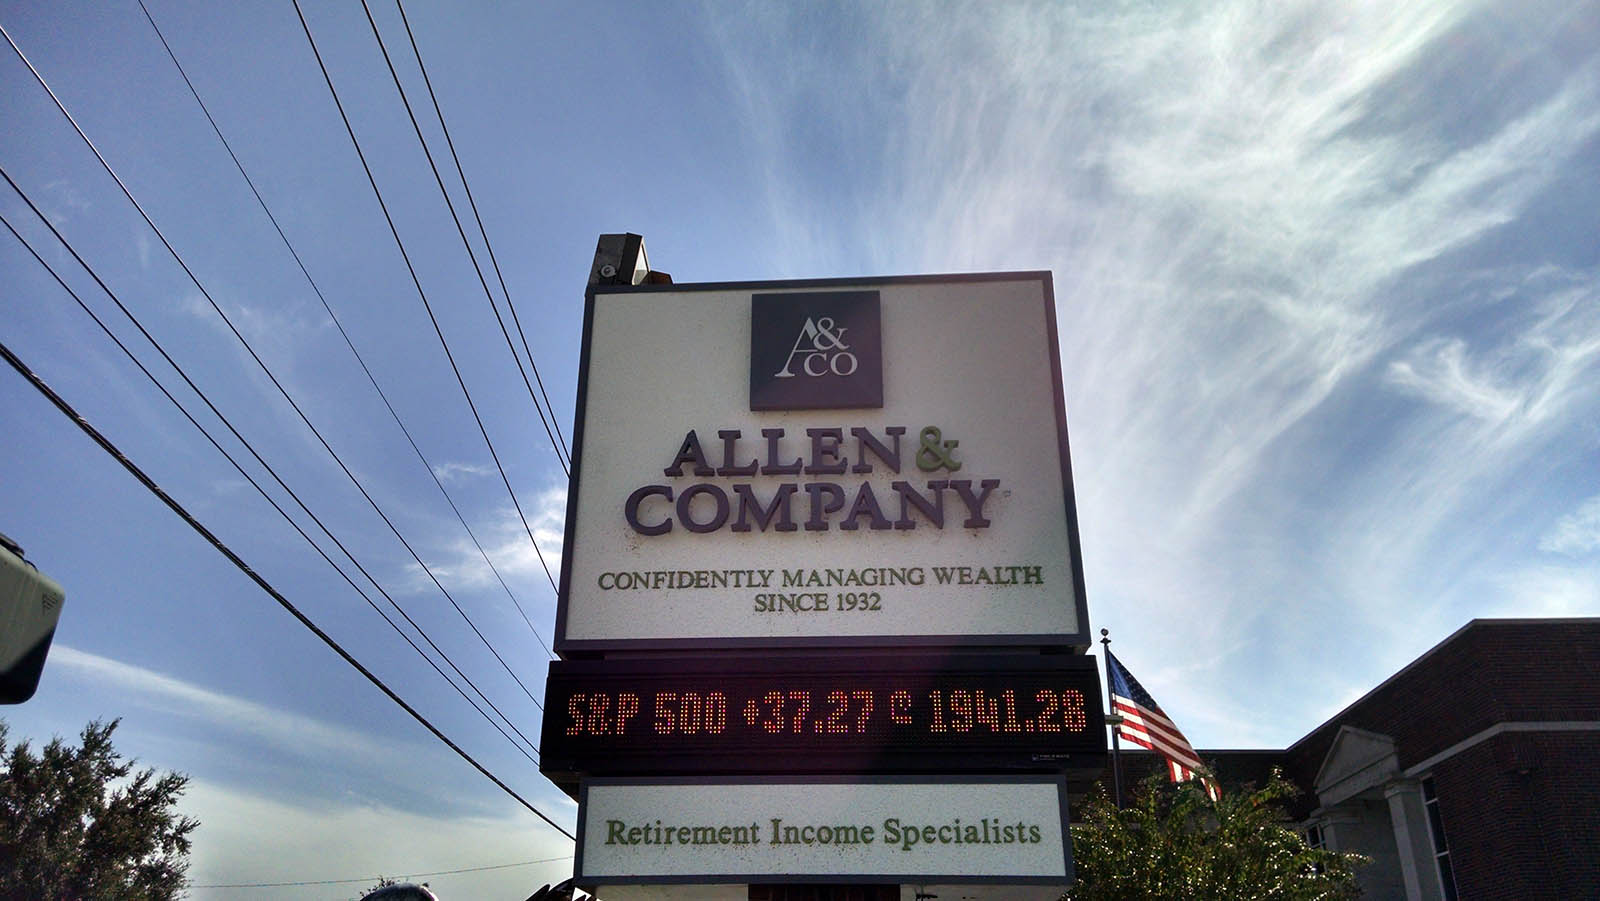 A&
CO
ALLEN &
COMPANY
CONFIDENTLY MANAGING WEALTH
SINCE 1932
S&P 500 +37.27 @ 1941.28
Retirement Income Specialists